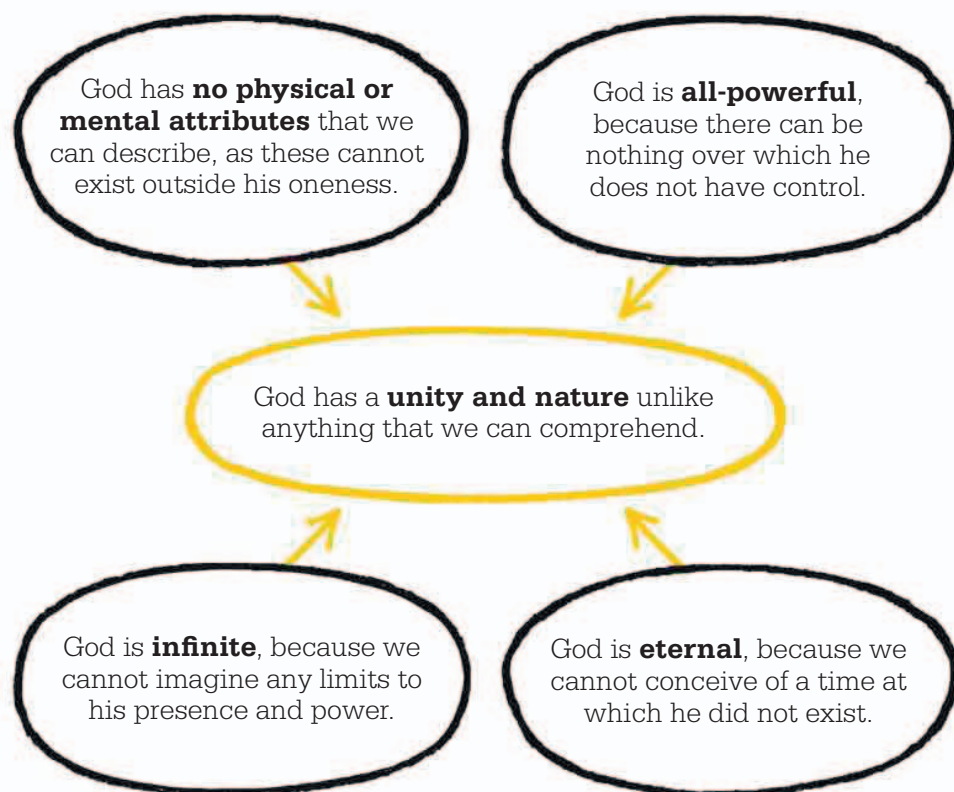 God has no physical or
mental attributes that we
can describe, as these cannot
exist outside his oneness.
God is all-powerful,
because there can be
nothing over which he
does not have control.
God has a unity and nature unlike
anything that we can comprehend.
God is infinite, because we
cannot imagine any limits to
his presence and power.
God is eternal, because we
cannot conceive of a time at
which he did not exist.